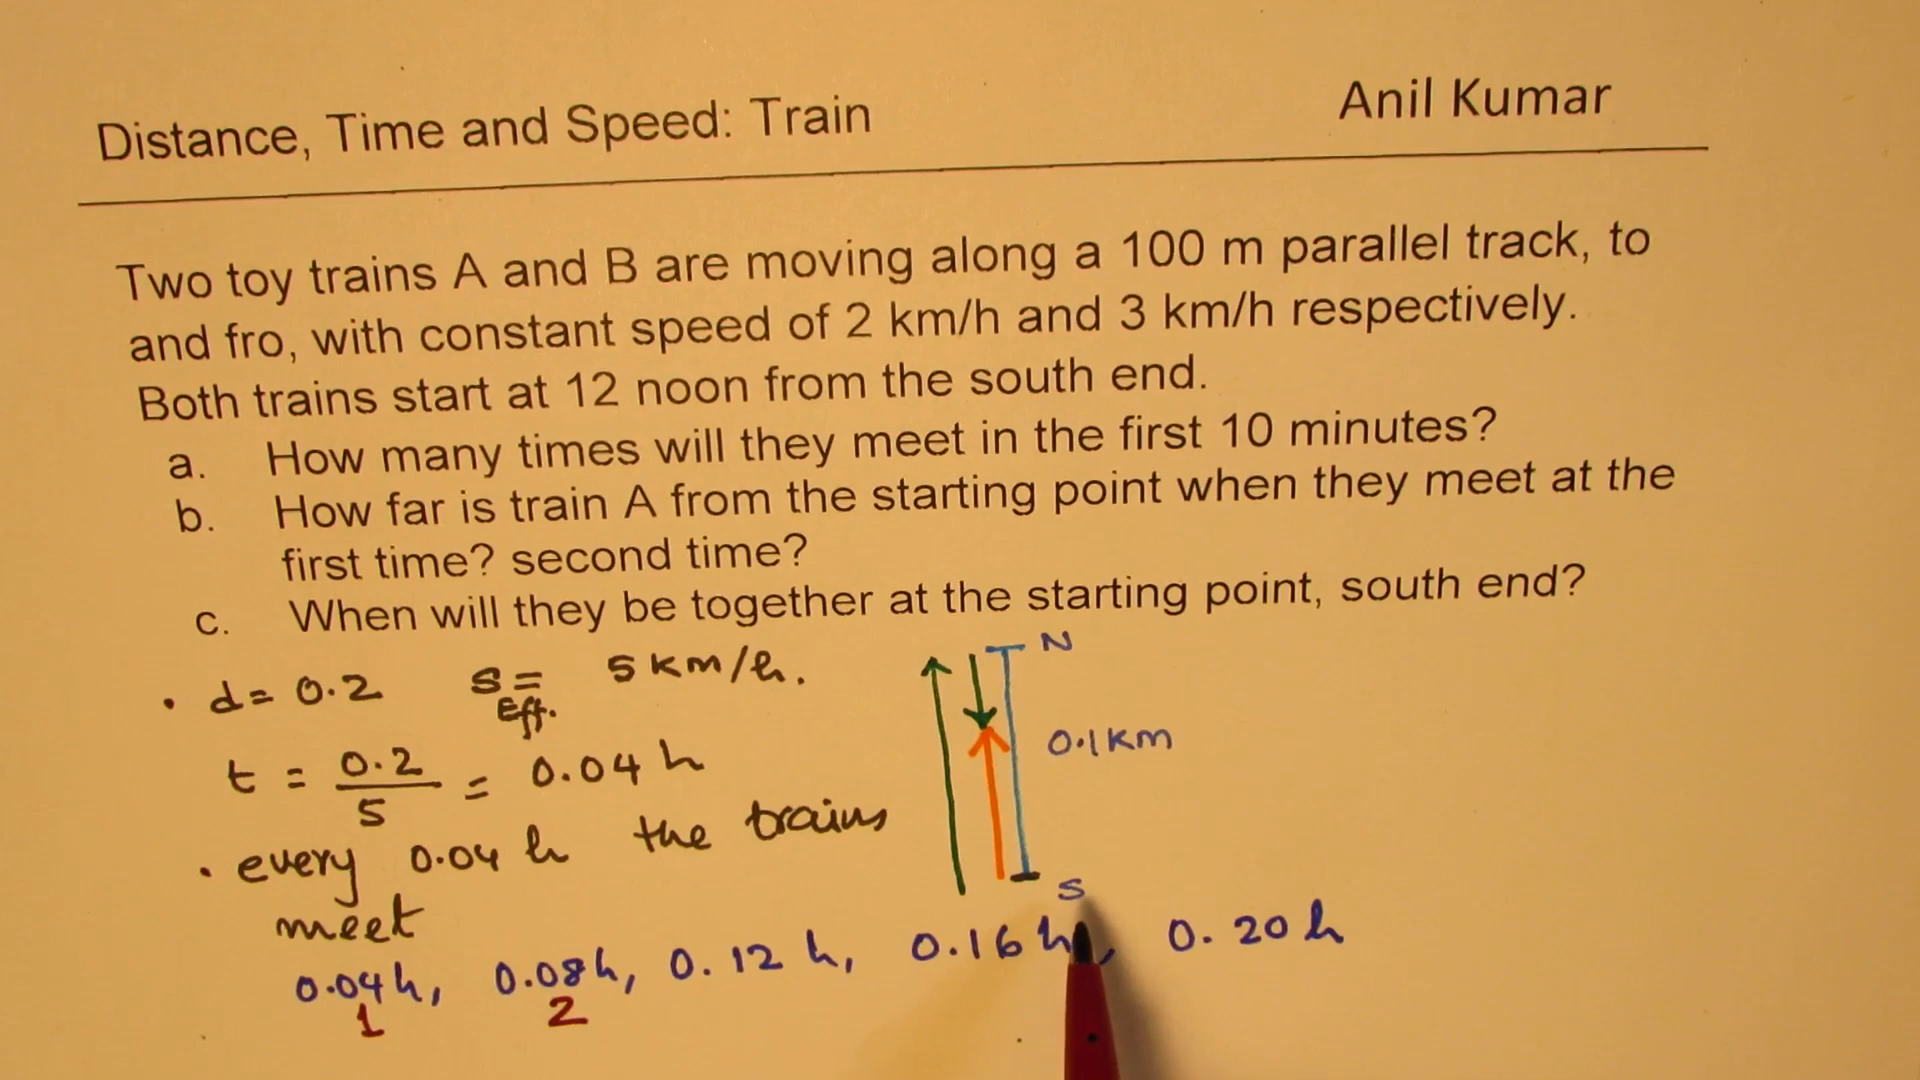 Distance, Time and Speed: Train
Anil Kumar
Two toy trains A and B are moving along a 100 m parallel track, to
and fro, with constant speed of 2 km/h and 3 km/h respectively.
Both trains start at 12 noon from the south end.
a. How many times will they meet in the first 10 minutes?
b. How far is train A from the starting point when they meet at the
first time? second time?
c. When will they be together at the starting point, south end?
• d = 0.2 S = 5 km/h.
Eff.
t = 0.2 / 5 = 0.04 h
• every 0.04 h the trains
meet
0.04h, 0.08h, 0.12 h, 0.16 h, 0.20 h
1 2
N
0.1 KM
S